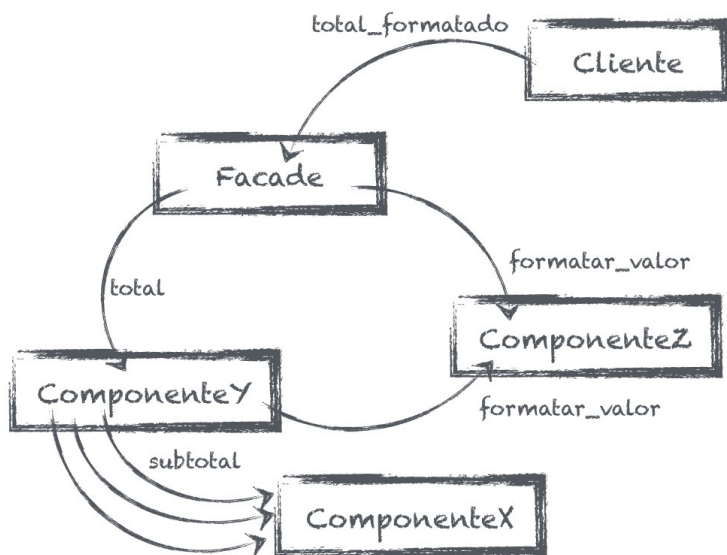 total_formatado
Cliente
Facade
formatar_valor
total
ComponenteZ
ComponenteY
formatar_valor
subtotal
ComponenteX